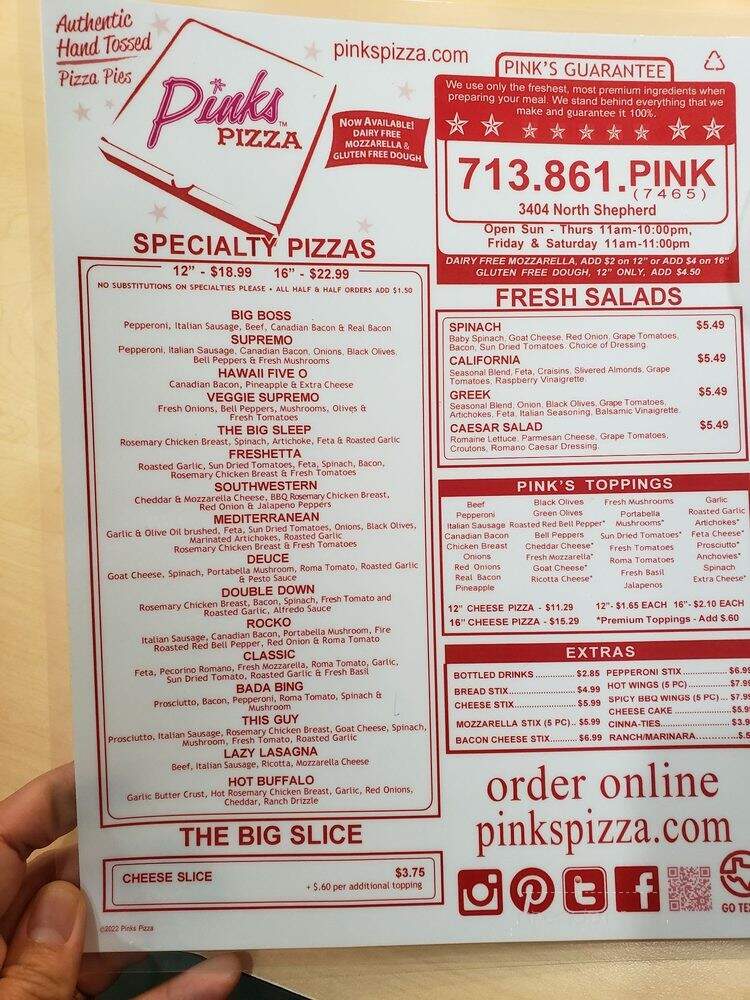 Authentic
Hand Tossed
Pizza Pies
Pinks
PIZZA
TM
pinkspizza.com
NOW AVAILABLE!
DAIRY FREE
MOZZARELLA &
GLUTEN FREE DOUGH
PINK'S GUARANTEE
We use only the freshest, most premium ingredients when
preparing your meal. We stand behind everything that we
make and guarantee it 100%.
713.861.PINK
(7465)
3404 North Shepherd
Open Sun - Thurs 11am-10:00pm,
Friday & Saturday 11am-11:00pm
DAIRY FREE MOZZARELLA, ADD $2 on 12" or ADD $4 on 16"
GLUTEN FREE DOUGH, 12" ONLY, ADD $4.50
SPECIALTY PIZZAS
12" - $18.99 16" - $22.99
NO SUBSTITUTIONS ON SPECIALTIES PLEASE • ALL HALF & HALF ORDERS ADD $1.50
BIG BOSS
Pepperoni, Italian Sausage, Beef, Canadian Bacon & Real Bacon
SUPREMO
Pepperoni, Italian Sausage, Canadian Bacon, Onions, Black Olives,
Bell Peppers & Fresh Mushrooms
HAWAII FIVE O
Canadian Bacon, Pineapple & Extra Cheese
VEGGIE SUPREMO
Fresh Onions, Bell Peppers, Mushrooms, Olives &
Fresh Tomatoes
THE BIG SLEEP
Rosemary Chicken Breast, Spinach, Artichoke, Feta & Roasted Garlic
FRESHETTA
Roasted Garlic, Sun Dried Tomatoes, Feta, Spinach, Bacon,
Rosemary Chicken Breast & Fresh Tomatoes
SOUTHWESTERN
Cheddar & Mozzarella Cheese, BBQ Rosemary Chicken Breast,
Red Onion & Jalapeno Peppers
MEDITERRANEAN
Garlic & Olive Oil brushed, Feta, Sun Dried Tomatoes, Onions, Black Olives,
Marinated Artichokes, Roasted Garlic
Rosemary Chicken Breast & Fresh Tomatoes
DEUCE
Goat Cheese, Spinach, Portabella Mushroom, Roma Tomato, Roasted Garlic
& Pesto Sauce
DOUBLE DOWN
Rosemary Chicken Breast, Bacon, Spinach, Fresh Tomato and
Roasted Garlic, Alfredo Sauce
ROCKO
Italian Sausage, Canadian Bacon, Portabella Mushroom, Fire
Roasted Red Bell Pepper, Red Onion & Roma Tomato
CLASSIC
Feta, Pecorino Romano, Fresh Mozzarella, Roma Tomato, Garlic,
Sun Dried Tomato, Roasted Garlic & Fresh Basil
BADA BING
Prosciutto, Bacon, Pepperoni, Roma Tomato, Spinach &
Mushroom
THIS GUY
Prosciutto, Italian Sausage, Rosemary Chicken Breast, Goat Cheese, Spinach,
Mushroom, Fresh Tomato, Roasted Garlic
LAZY LASAGNA
Beef, Italian Sausage, Ricotta, Mozzarella Cheese
HOT BUFFALO
Garlic Butter Crust, Hot Rosemary Chicken Breast, Garlic, Red Onions,
Cheddar, Ranch Drizzle
THE BIG SLICE
CHEESE SLICE $3.75
+ $.60 per additional topping
©2022 Pinks Pizza
FRESH SALADS
SPINACH $5.49
Baby Spinach, Goat Cheese, Red Onion, Grape Tomatoes,
Bacon, Sun Dried Tomatoes. Choice of Dressing
CALIFORNIA $5.49
Seasonal Blend, Feta, Craisins, Slivered Almonds, Grape
Tomatoes, Raspberry Vinaigrette
GREEK $5.49
Seasonal Blend, Onion, Black Olives, Grape Tomatoes,
Artichokes, Feta, Italian Seasoning, Balsamic Vinaigrette
CAESAR SALAD $5.49
Romaine Lettuce, Parmesan Cheese, Grape Tomatoes,
Croutons, Romano Caesar Dressing.
PINK'S TOPPINGS
Beef
Pepperoni
Italian Sausage
Canadian Bacon
Chicken Breast
Onions
Red Onions
Real Bacon
Pineapple
Black Olives
Green Olives
Roasted Red Bell Pepper*
Bell Peppers
Cheddar Cheese*
Fresh Mozzarella*
Goat Cheese*
Ricotta Cheese*
Fresh Mushrooms
Portabella
Mushrooms*
Sun Dried Tomatoes*
Fresh Tomatoes
Roma Tomatoes
Fresh Basil
Jalapenos
Garlic
Roasted Garlic
Artichokes*
Feta Cheese*
Prosciutto*
Anchovies*
Spinach
Extra Cheese*
12" CHEESE PIZZA - $11.29 12"- $1.65 EACH 16"- $2.10 EACH
16" CHEESE PIZZA - $15.29 *Premium Toppings - Add $.60
EXTRAS
BOTTLED DRINKS ............ $2.85
BREAD STIX.................... $4.99
CHEESE STIX.................. $5.99
MOZZARELLA STIX (5 PC).. $5.99
BACON CHEESE STIX........ $6.99
PEPPERONI STIX .............. $6.99
HOT WINGS (5 PC)............ $7.99
SPICY BBQ WINGS (5 PC)... $7.
CHEESE CAKE .................. $5.9
CINNA-TIES...................... $3.9
RANCH/MARINARA............ $.5
order online
pinkspizza.com
GO TE